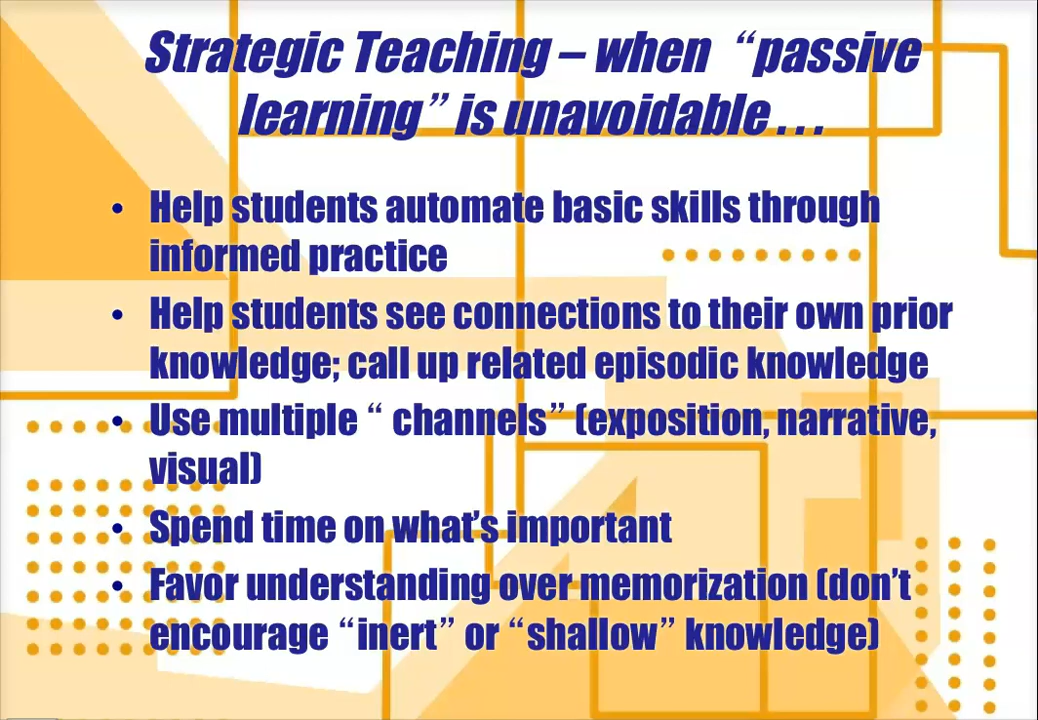 Strategic Teaching – when “passive
learning” is unavoidable . . .
• Help students automate basic skills through
informed practice
• Help students see connections to their own prior
knowledge; call up related episodic knowledge
• Use multiple “ channels” (exposition, narrative,
visual)
• Spend time on what’s important
• Favor understanding over memorization (don’t
encourage “inert” or “shallow” knowledge)